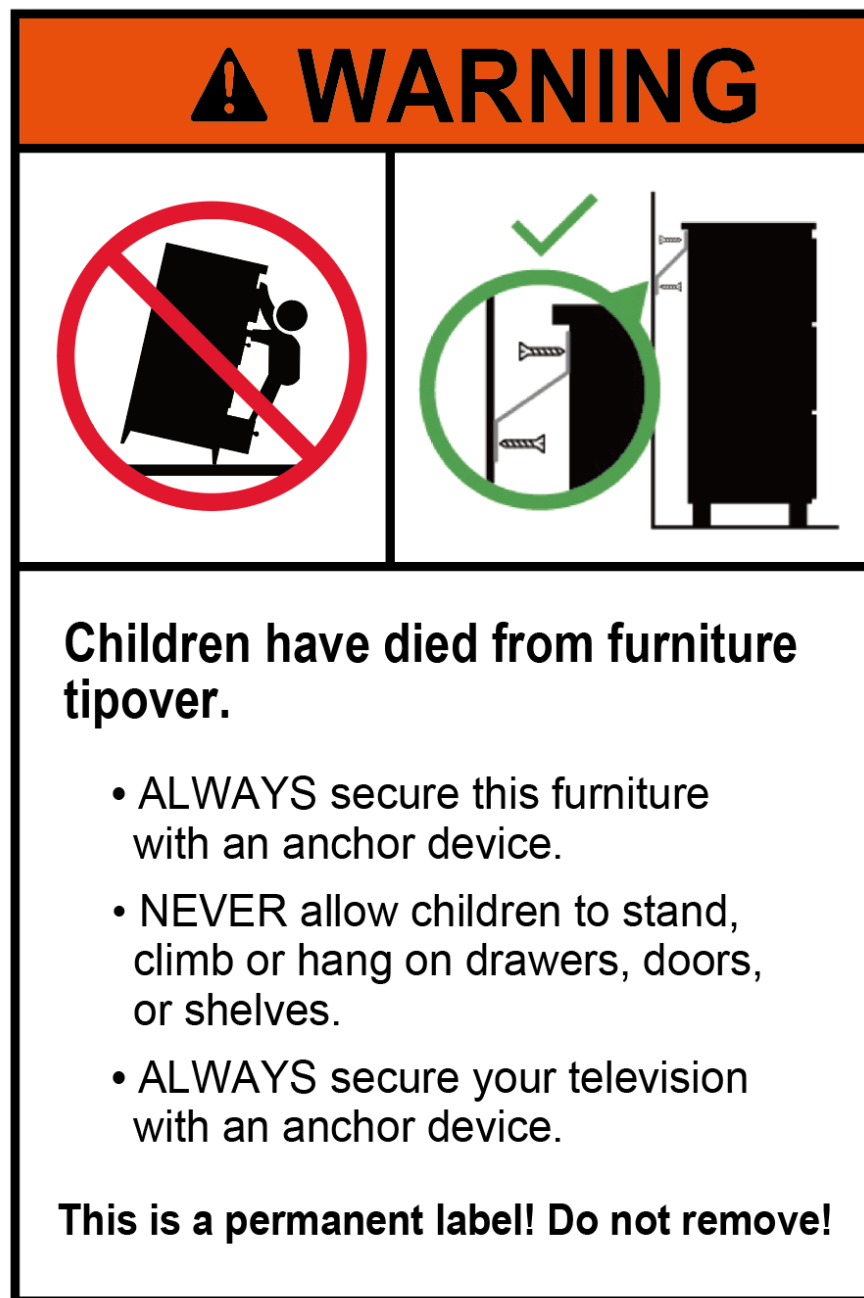 WARNING
Children have died from furniture
tipover.
• ALWAYS secure this furniture
with an anchor device.
• NEVER allow children to stand,
climb or hang on drawers, doors,
or shelves.
• ALWAYS secure your television
with an anchor device.
This is a permanent label! Do not remove!